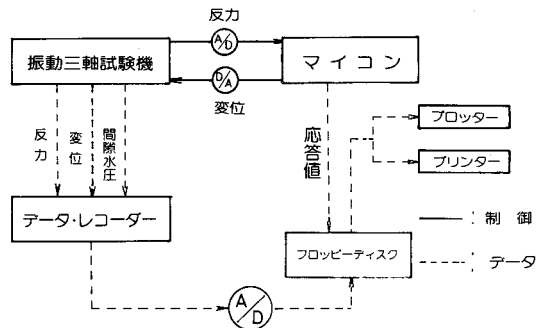 反力
A/D
振動三軸試験機
マイコン
D/A
変位
反力
変位
間隙水圧
応答値
プロッター
プリンター
データ・レコーダー
フロッピーディスク
制御
データ
A/D